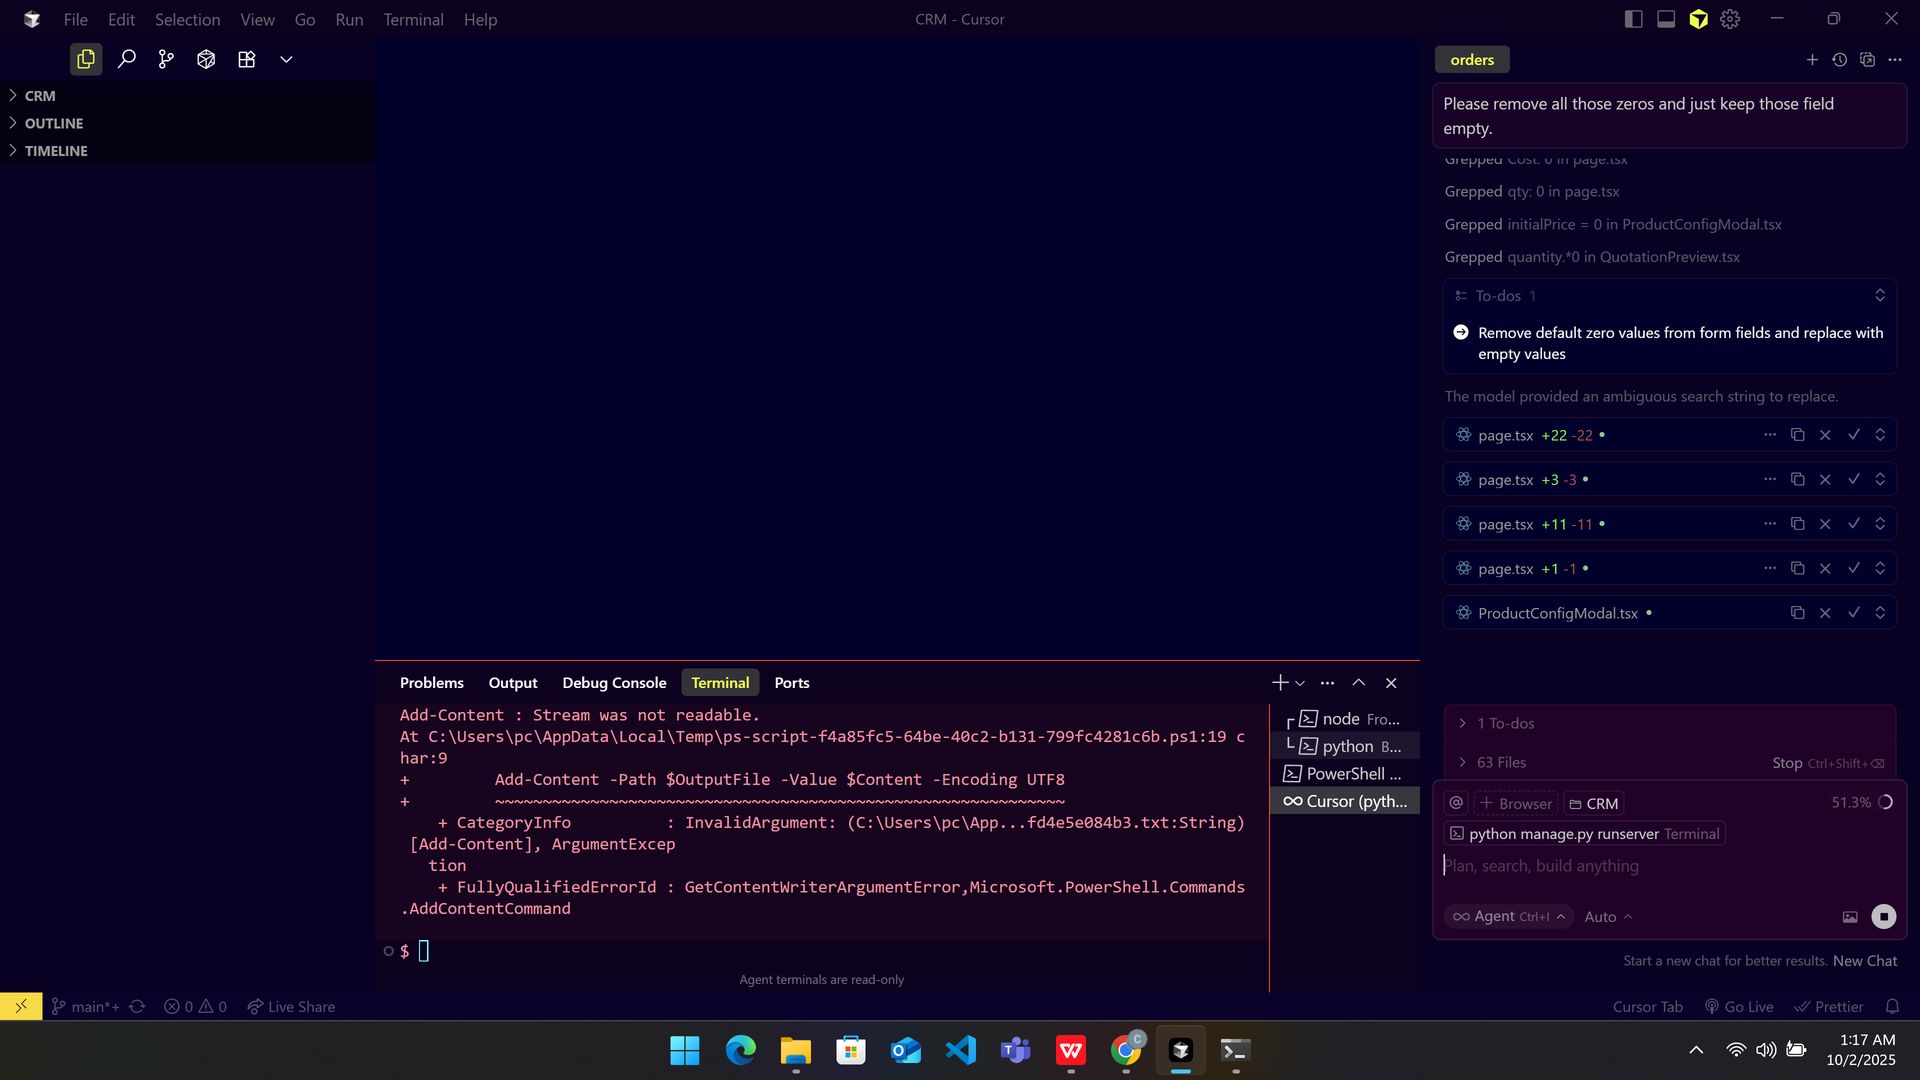 File Edit Selection View Go Run Terminal Help
CRM - Cursor
CRM
OUTLINE
TIMELINE
orders
Please remove all those zeros and just keep those field
empty.
Grepped Cost: 0 in page.tsx
Grepped qty: 0 in page.tsx
Grepped initialPrice = 0 in ProductConfigModal.tsx
Grepped quantity.*0 in QuotationPreview.tsx
To-dos 1
Remove default zero values from form fields and replace with
empty values
The model provided an ambiguous search string to replace.
page.tsx +22 -22
page.tsx +3 -3
page.tsx +11 -11
page.tsx +1 -1
ProductConfigModal.tsx
1 To-dos
63 Files Stop Ctrl+Shift+⌫
@ + Browser CRM 51.3%
python manage.py runserver Terminal
Plan, search, build anything
Agent Ctrl+I Auto
Start a new chat for better results. New Chat
Problems Output Debug Console Terminal Ports
Add-Content : Stream was not readable.
At C:\Users\pc\AppData\Local\Temp\ps-script-f4a85fc5-64be-40c2-b131-799fc4281c6b.ps1:19 c
har:9
+         Add-Content -Path $OutputFile -Value $Content -Encoding UTF8
+         ~~~~~~~~~~~~~~~~~~~~~~~~~~~~~~~~~~~~~~~~~~~~~~~~~~~~~~~~~~~~
+ CategoryInfo          : InvalidArgument: (C:\Users\pc\App...fd4e5e084b3.txt:String)
[Add-Content], ArgumentExcep
tion
+ FullyQualifiedErrorId : GetContentWriterArgumentError,Microsoft.PowerShell.Commands
.AddContentCommand
$
Agent terminals are read-only
node Fro...
python B...
PowerShell ...
Cursor (pyth...
main*+ 0 0 Live Share
Cursor Tab Go Live Prettier
C
1:17 AM
10/2/2025